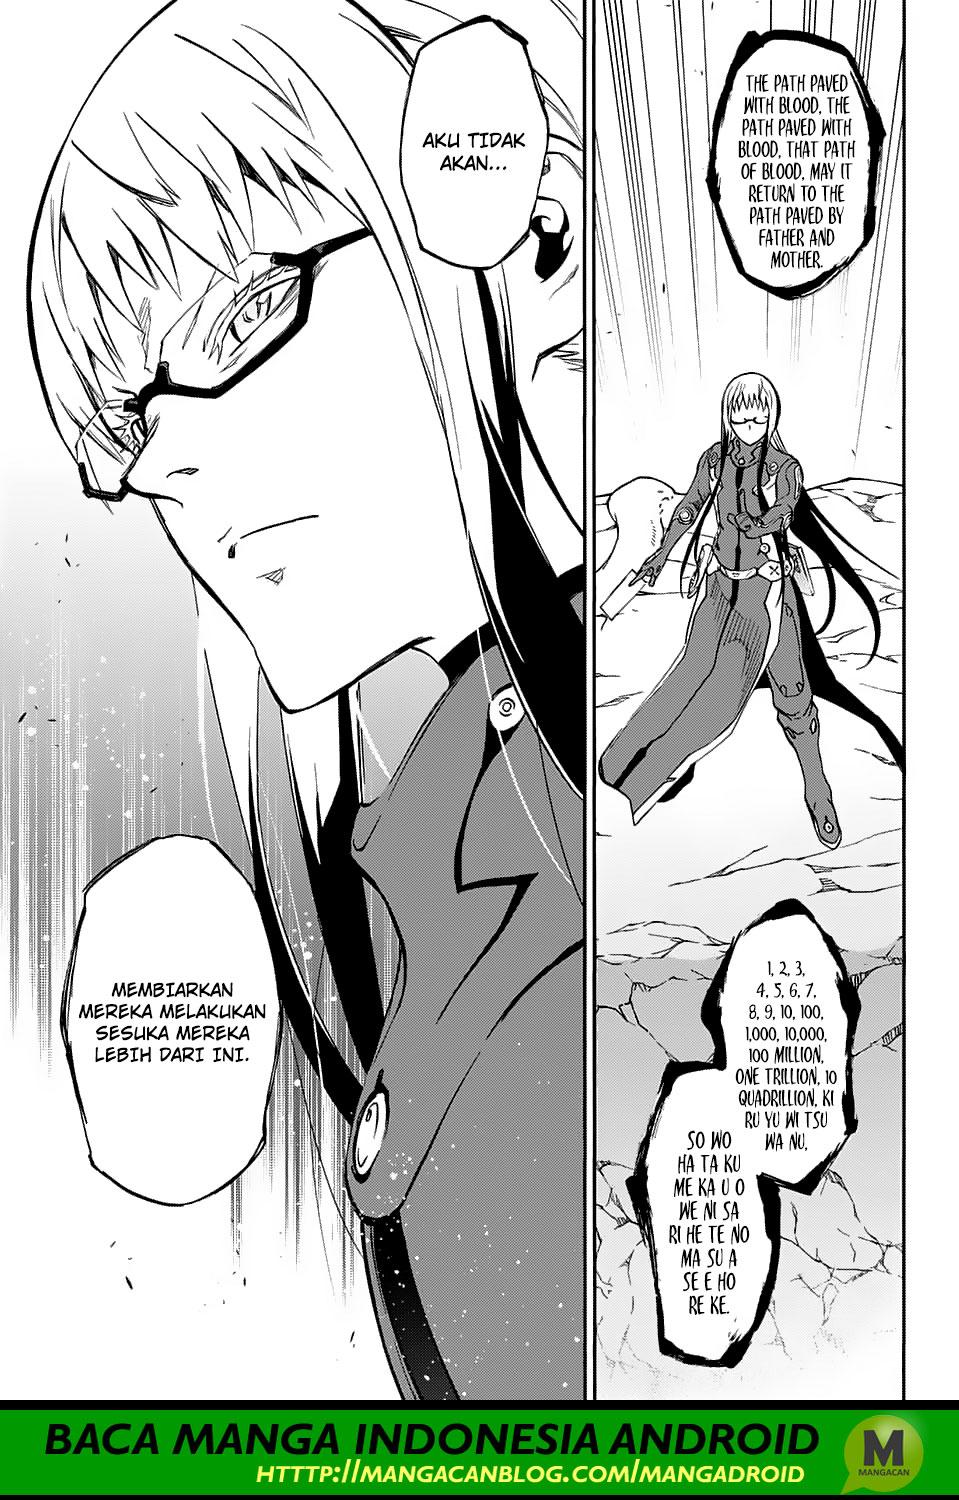 THE PATH PAVED
WITH BLOOD, THE
PATH PAVED WITH
BLOOD, THAT PATH
OF BLOOD, MAY IT
RETURN TO THE
PATH PAVED BY
FATHER AND
MOTHER.
1, 2, 3,
4, 5, 6, 7,
8, 9, 10, 100,
1,000, 10,000,
100 MILLION,
ONE TRILLION, 10
QUADRILLION, KI
RU YU WI TSU
WA NU,
SO WO
HA TA KU
ME KA U O
WE NI SA
RI HE TE NO
MA SU A
SE E HO
RE KE.
AKU TIDAK
AKAN...
MEMBIARKAN
MEREKA MELAKUKAN
SESUKA MEREKA
LEBIH DARI INI.
BACA MANGA INDONESIA ANDROID
HTTTP://MANGACANBLOG.COM/MANGADROID
M
MANGACAN